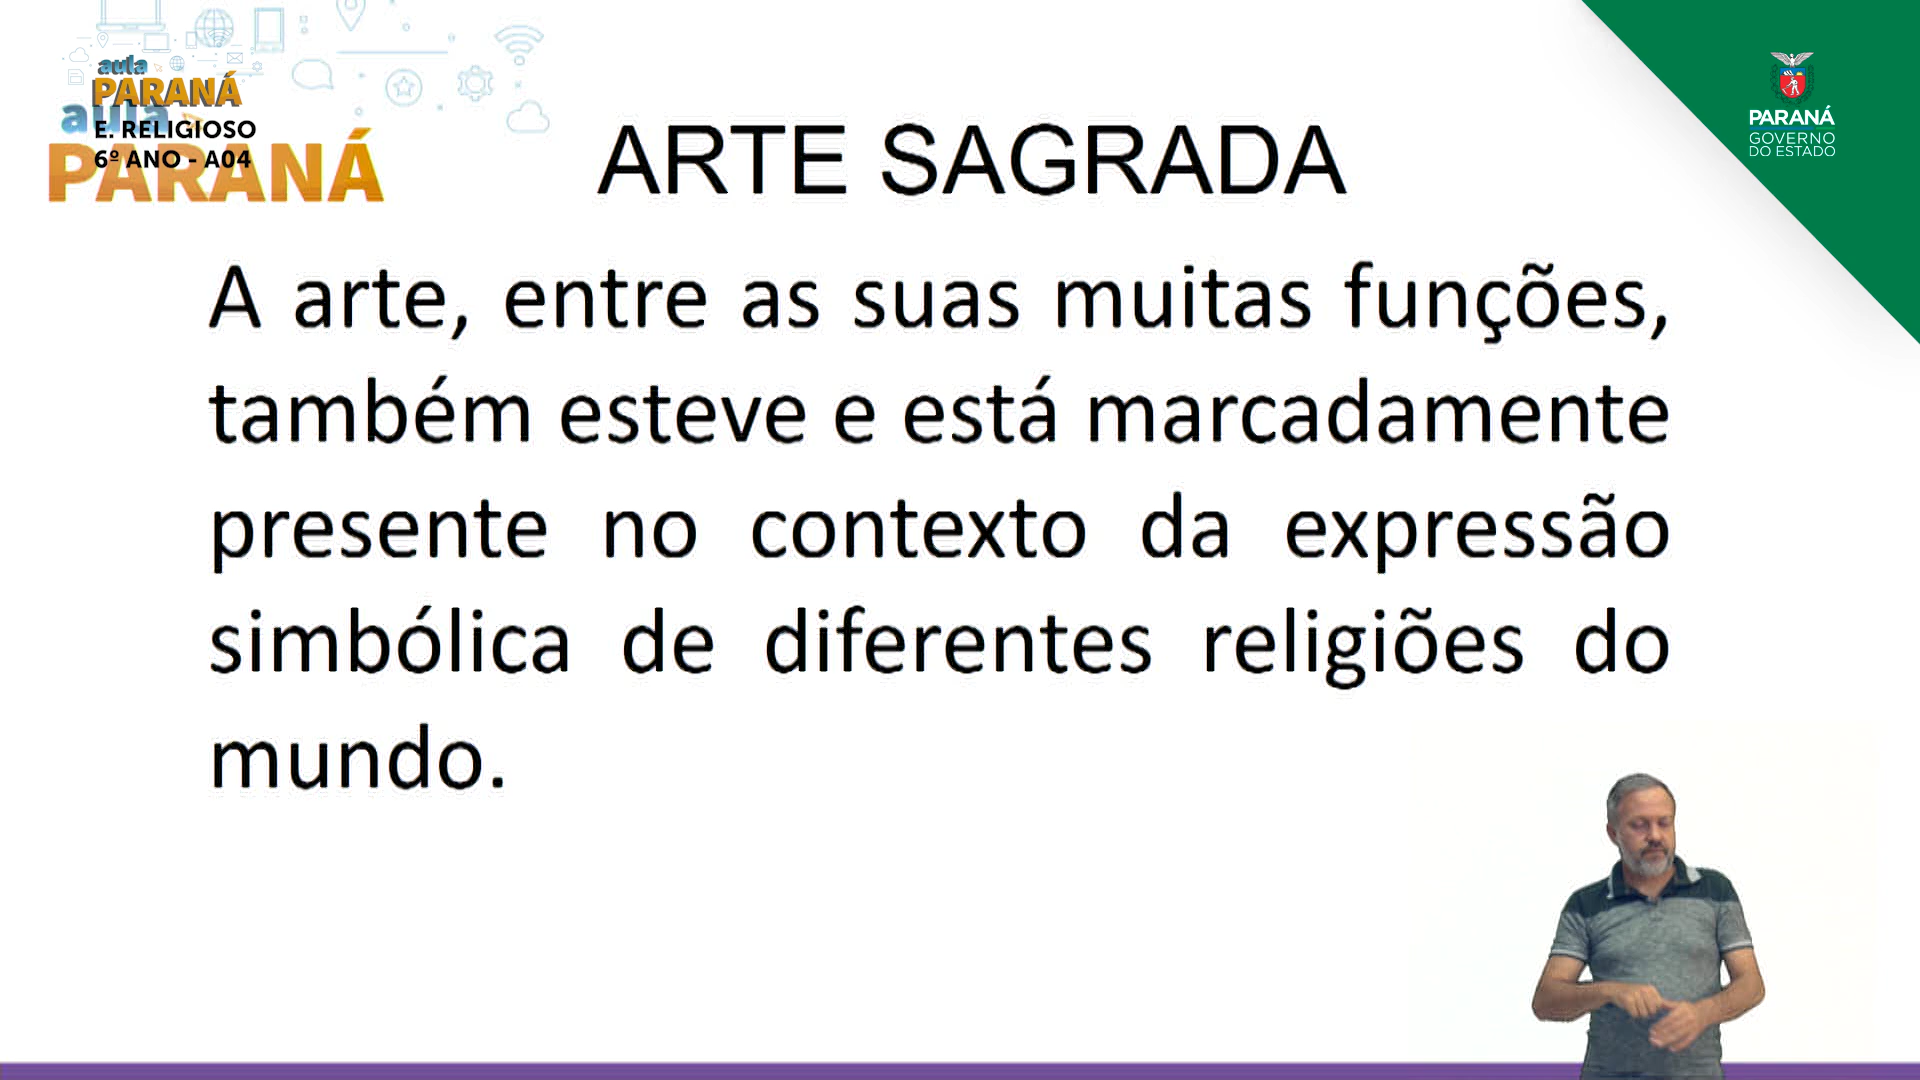 aula
PARANÁ
E. RELIGIOSO
6º ANO - A04
aula
PARANÁ
PARANÁ
GOVERNO
DO ESTADO
ARTE SAGRADA
A arte, entre as suas muitas funções,
também esteve e está marcadamente
presente no contexto da expressão
simbólica de diferentes religiões do
mundo.